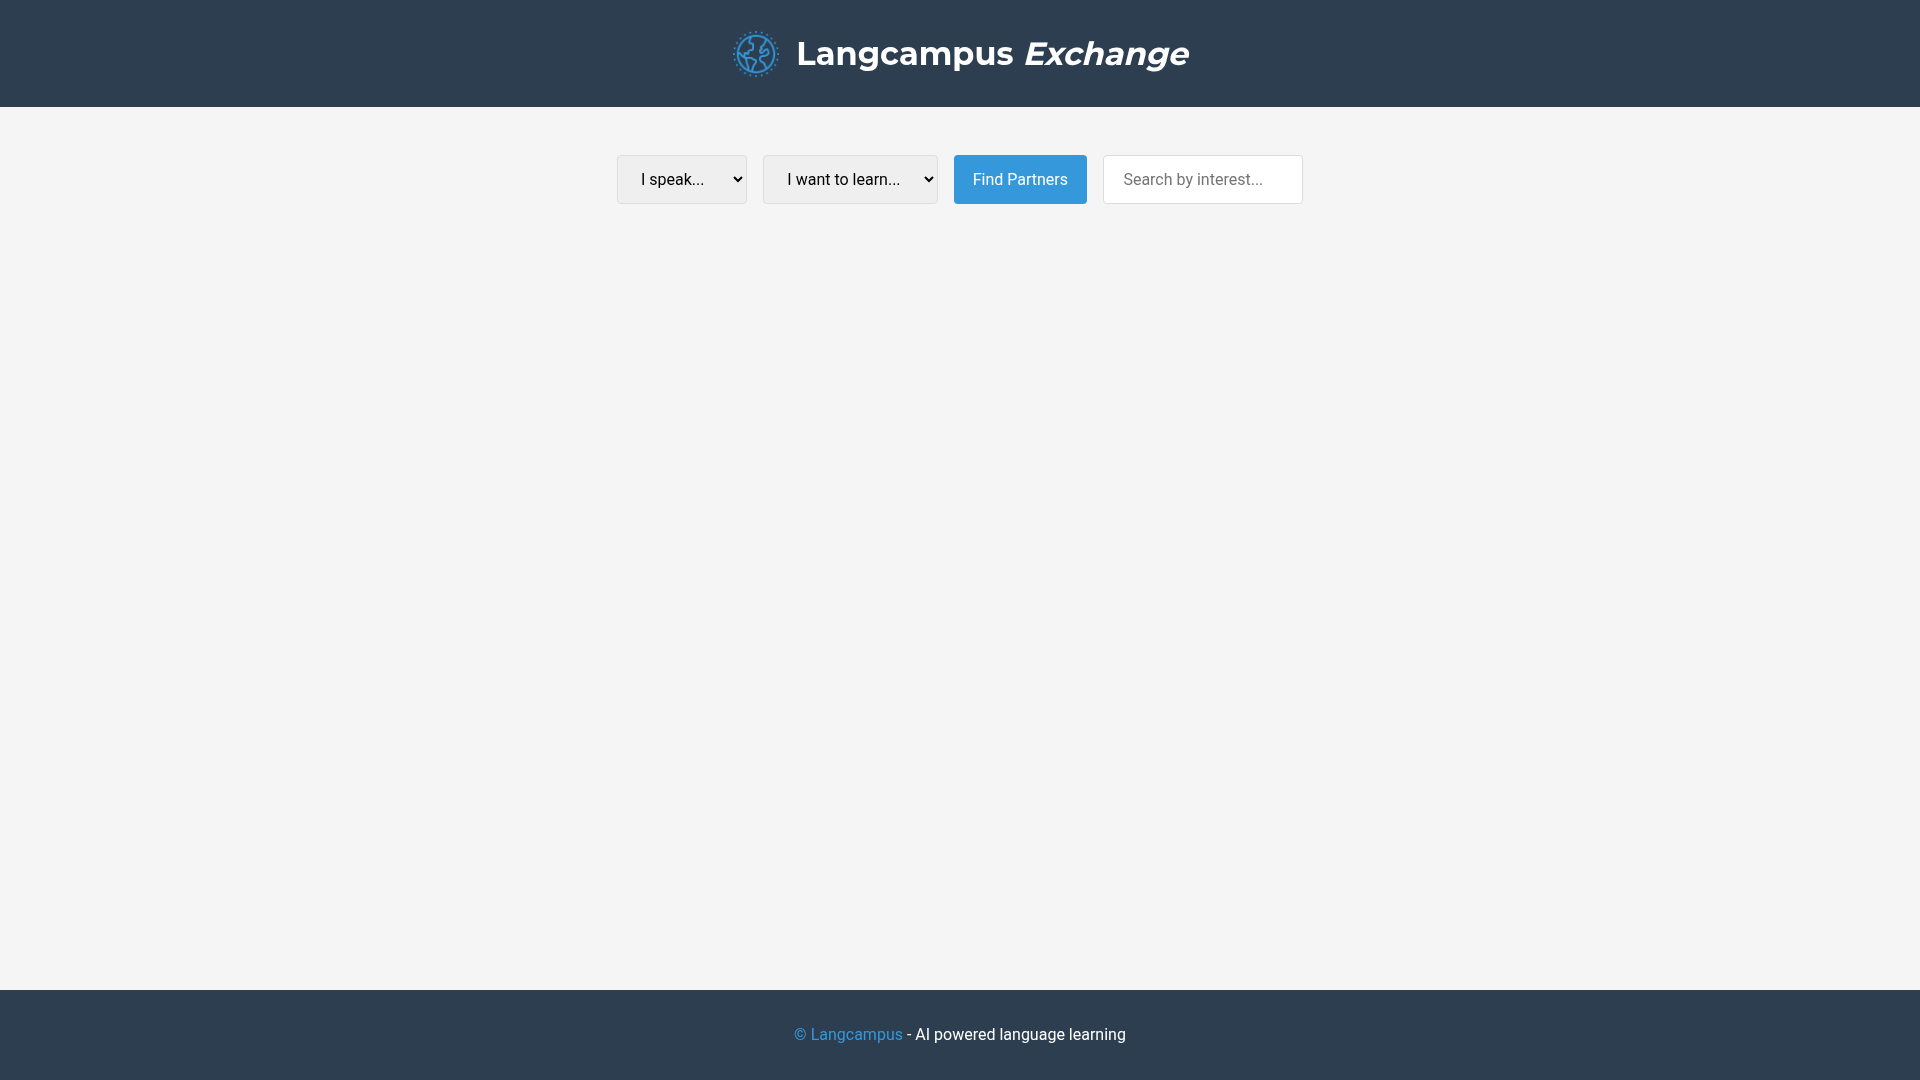 Langcampus Exchange
I speak... I want to learn... Find Partners Search by interest...
© Langcampus - AI powered language learning